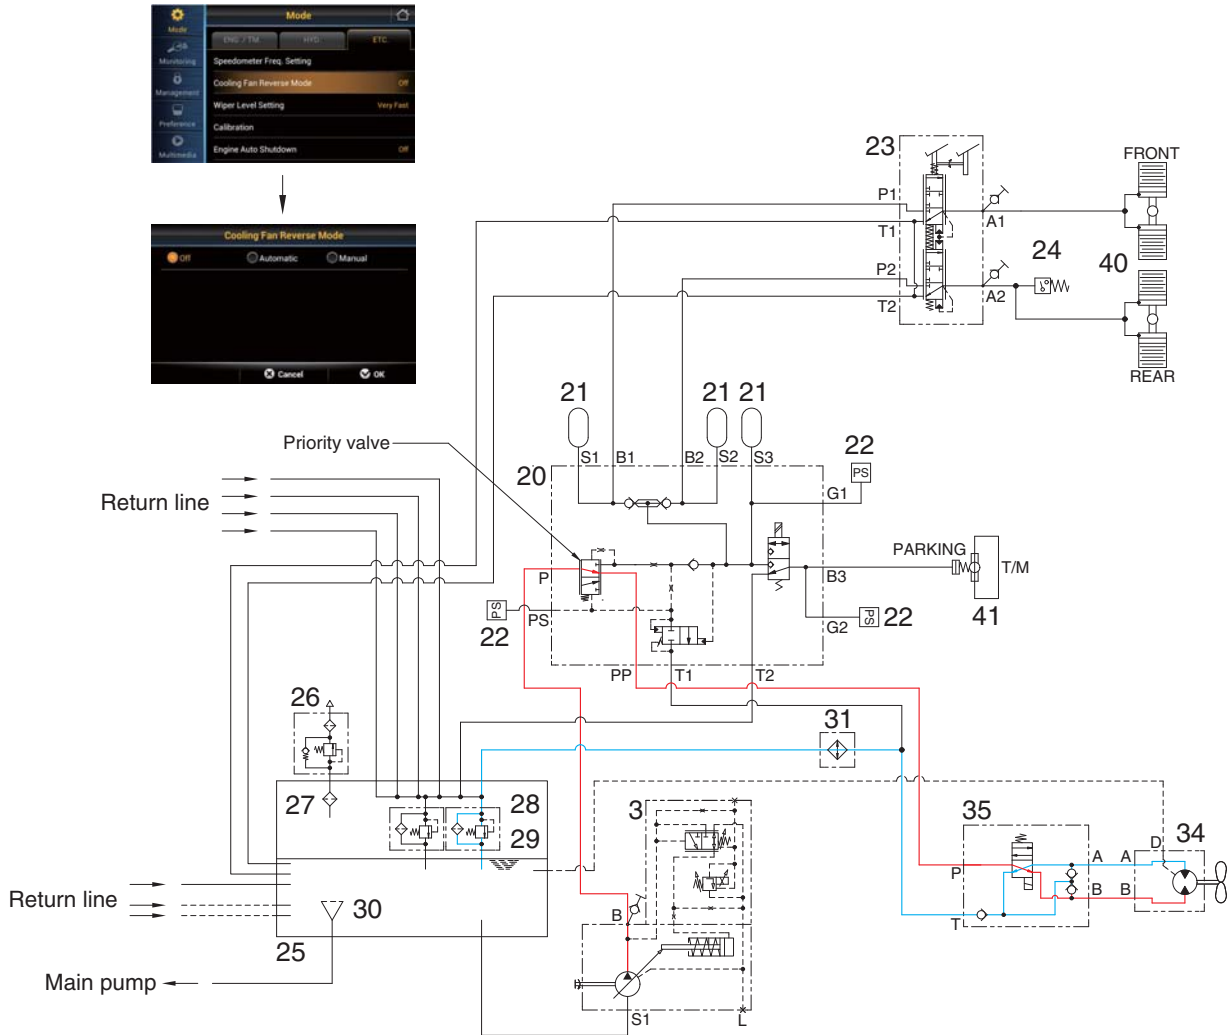 Mode
Mode
ENG. / TM.
HYD.
ETC.
Monitoring
Speedometer Freq. Setting
Cooling Fan Reverse Mode
Off
Management
Wiper Level Setting
Very Fast
Preference
Calibration
Multimedia
Engine Auto Shutdown
Off
Cooling Fan Reverse Mode
Off
Automatic
Manual
Cancel
OK
23
FRONT
P1
T1
A1
24
40
P2
T2
A2
REAR
21
21
21
Priority valve
S1
B1
B2
S2
S3
22
20
PS
G1
Return line
PARKING
T/M
P
B3
PS
PS
22
G2
PS
22
41
PP
T1
T2
26
31
27
28
29
3
35
34
D
P
A
A
B
B
T
B
Return line
30
25
Main pump
S1
L